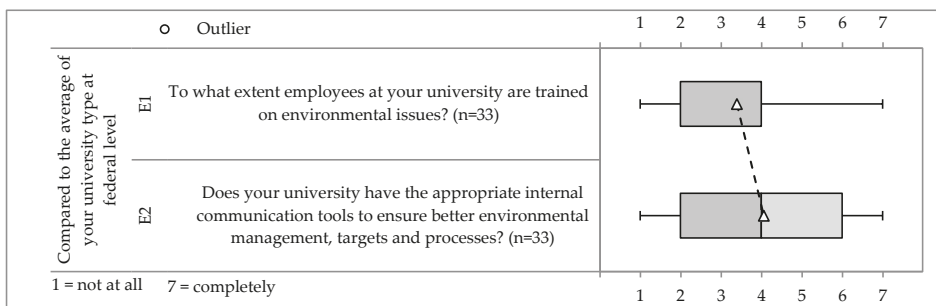 Outlier
1 2 3 4 5 6 7
Compared to the average of
your university type at
federal level
E1
To what extent employees at your university are trained
on environmental issues? (n=33)
E2
Does your university have the appropriate internal
communication tools to ensure better environmental
management, targets and processes? (n=33)
1 = not at all 7 = completely
1 2 3 4 5 6 7